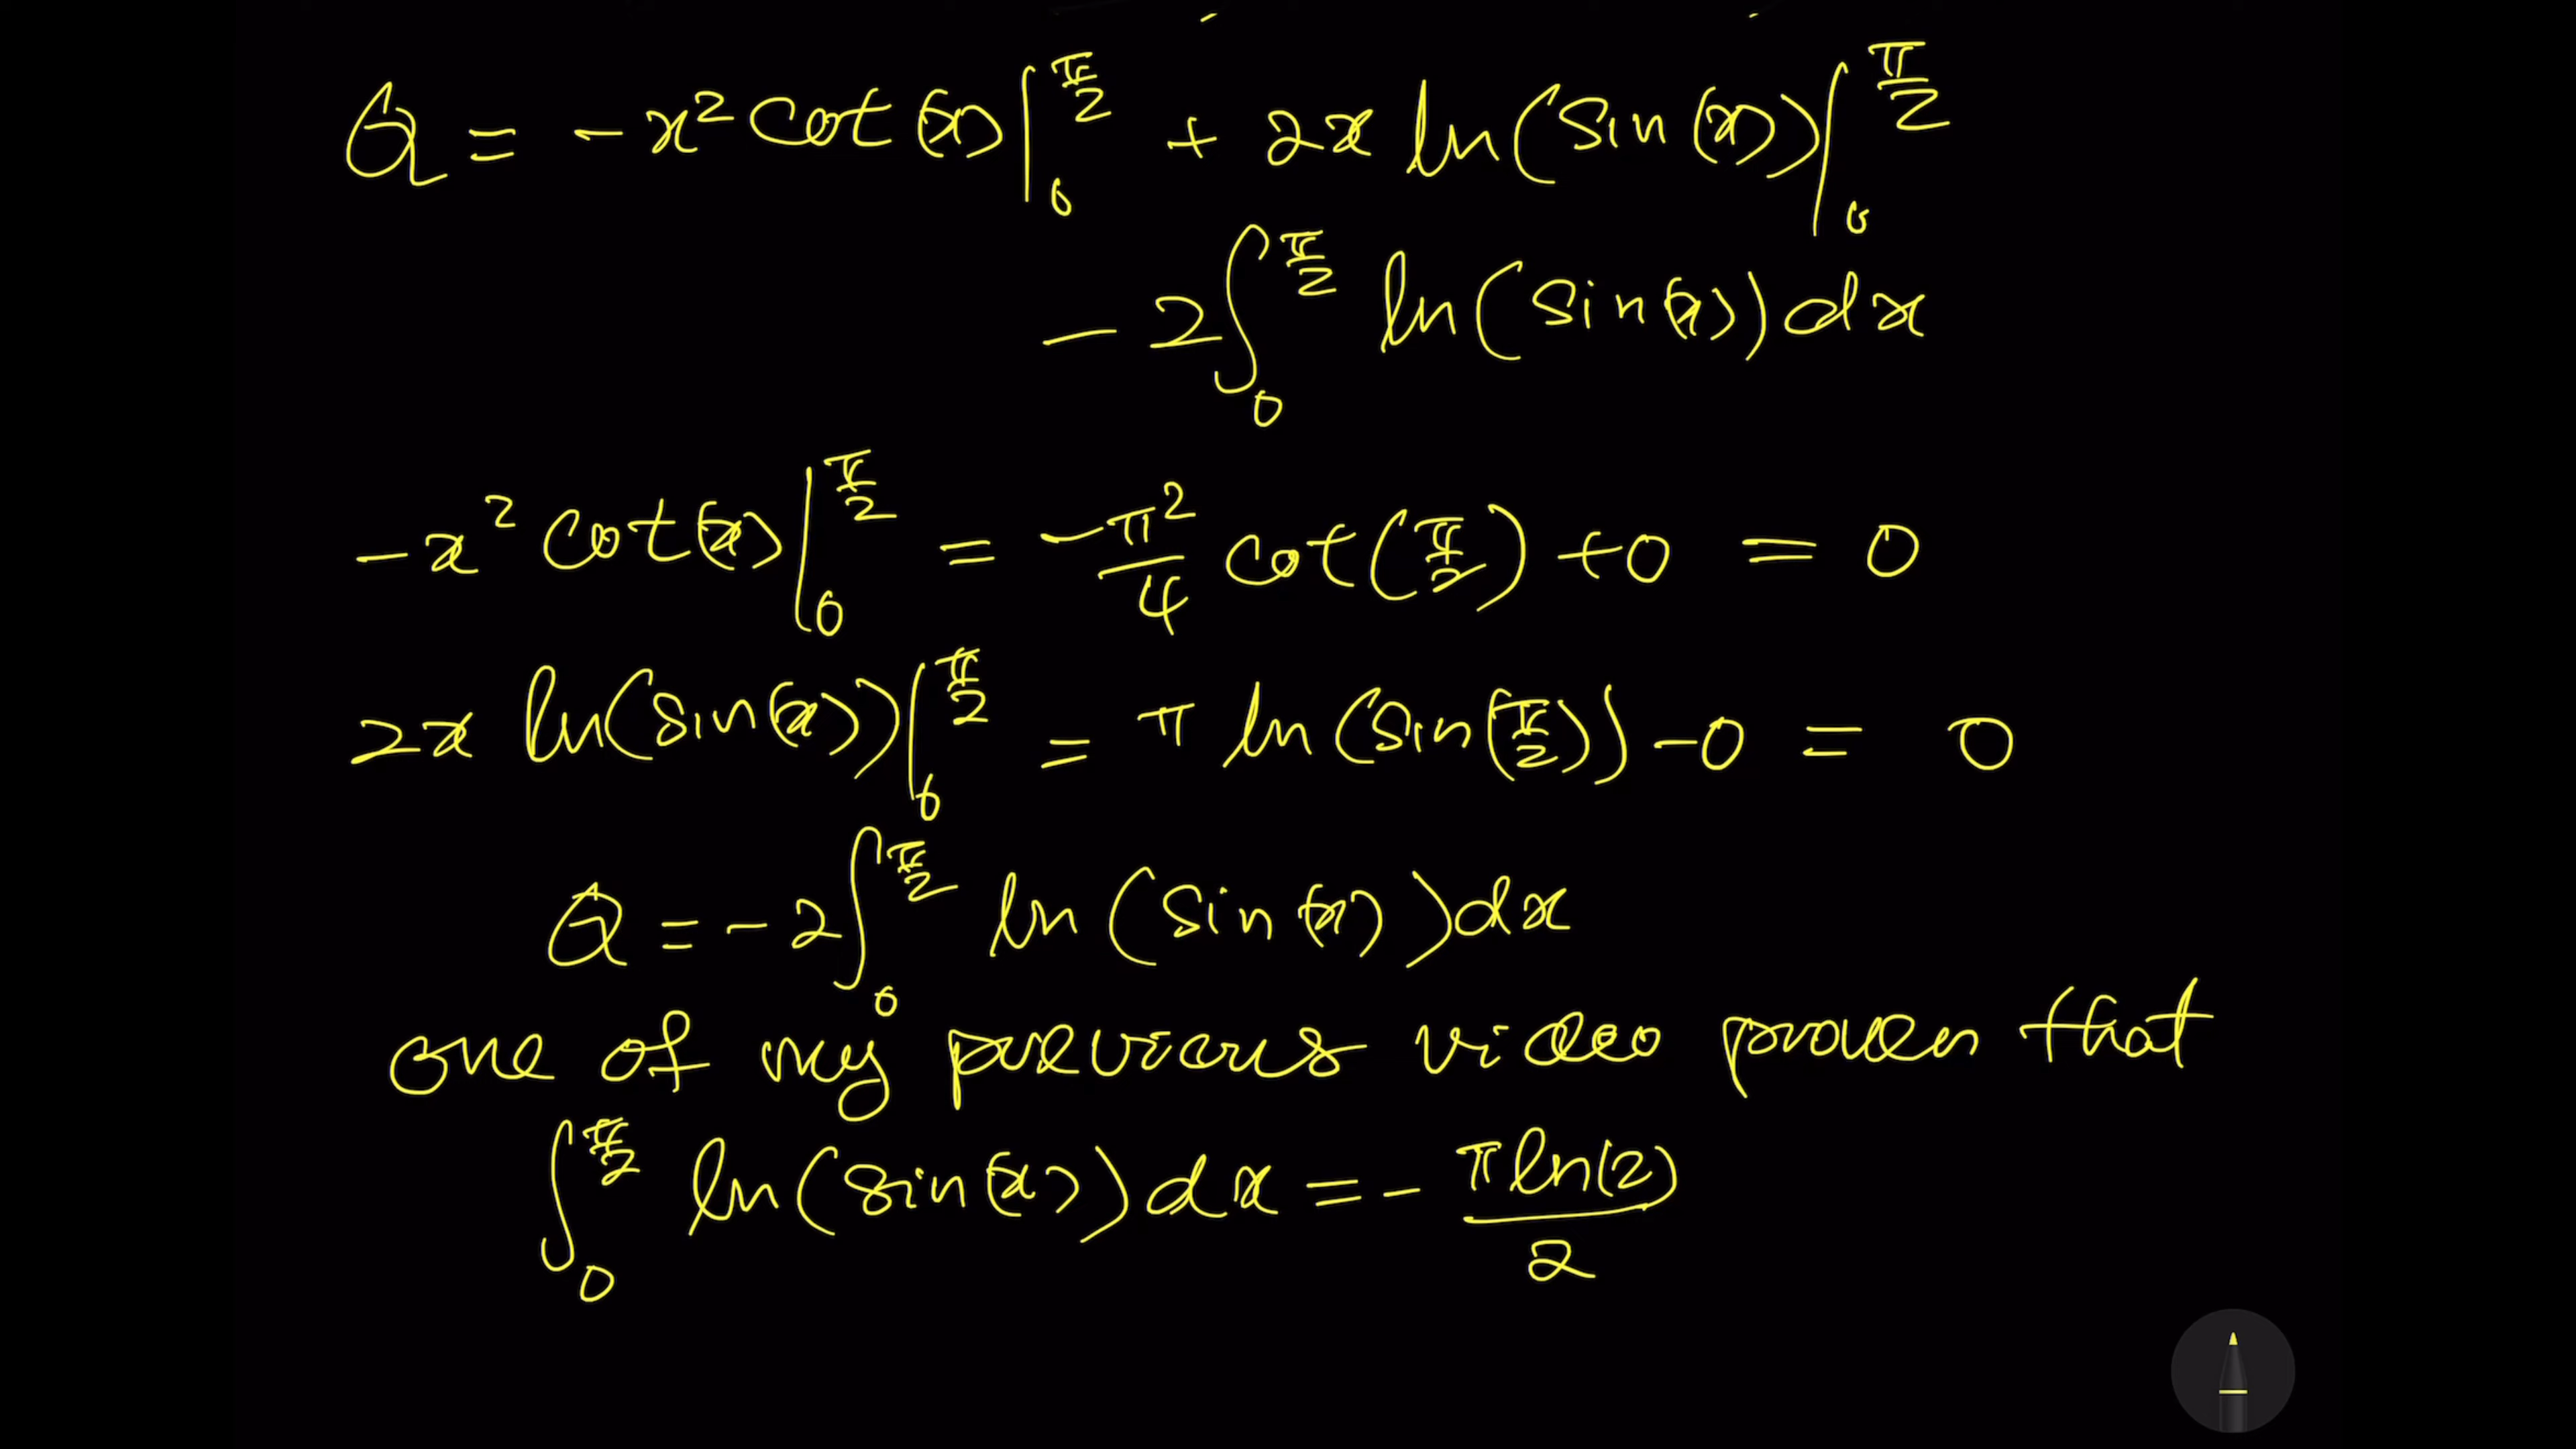 Q = -x² cot(x) |₀^(π/2) + 2x ln(sin(x)) |₀^(π/2)
- 2 ∫₀^(π/2) ln(sin(x)) dx
-x² cot(x) |₀^(π/2) = -π²/4 cot(π/2) + 0 = 0
2x ln(sin(x)) |₀^(π/2) = π ln(sin(π/2)) - 0 = 0
Q = -2 ∫₀^(π/2) ln(sin(x)) dx
one of my previous video proven that
∫₀^(π/2) ln(sin(x)) dx = - π ln(2)/2